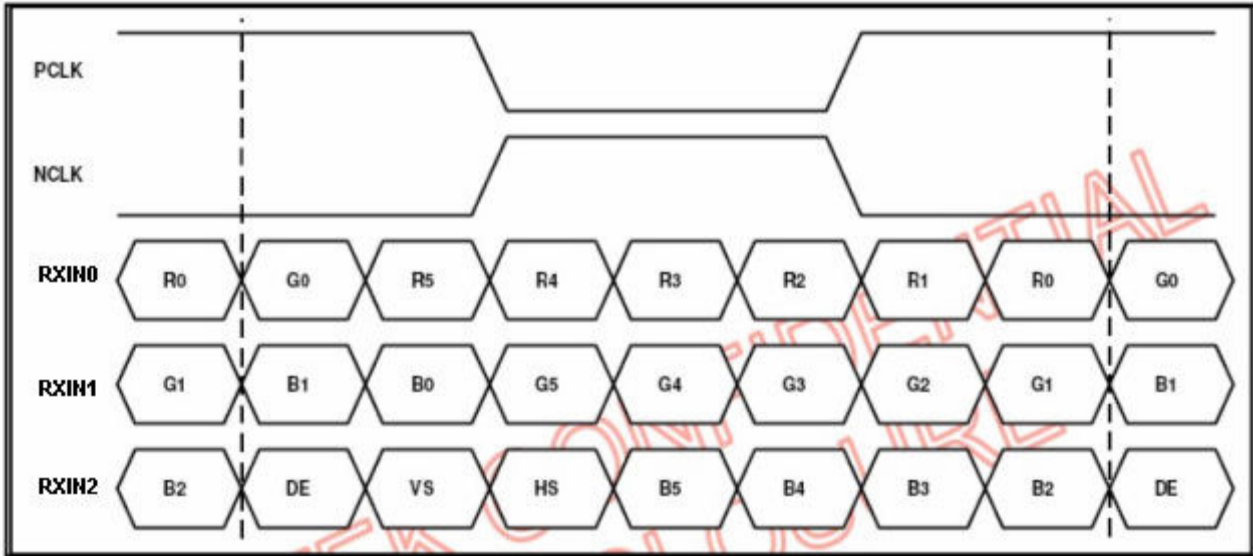 PCLK
NCLK
RXIN0 R0 G0 R5 R4 R3 R2 R1 R0 G0
RXIN1 G1 B1 B0 G5 G4 G3 G2 G1 B1
RXIN2 B2 DE VS HS B5 B4 B3 B2 DE
CONFIDENTIAL